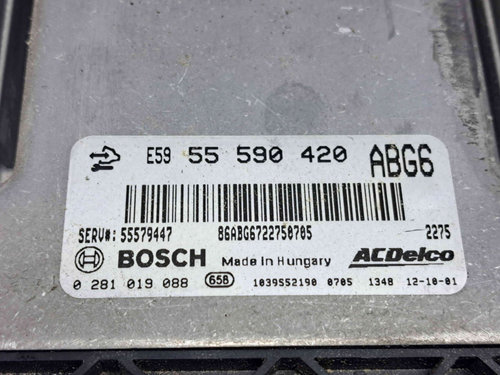 E59 55 590 420 ABG6
SERV#: 55579447 86ABG6722750705 2275
BOSCH Made in Hungary ACDelco
0 281 019 088 658 1039S52190 0705 1348 12-10-01